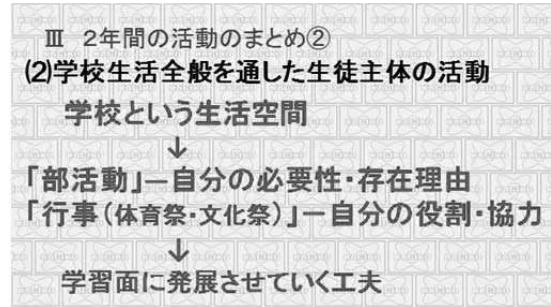 Ⅲ 2年間の活動のまとめ②
(2)学校生活全般を通した生徒主体の活動
学校という生活空間
↓
「部活動」―自分の必要性・存在理由
「行事(体育祭・文化祭)」―自分の役割・協力
↓
学習面に発展させていく工夫